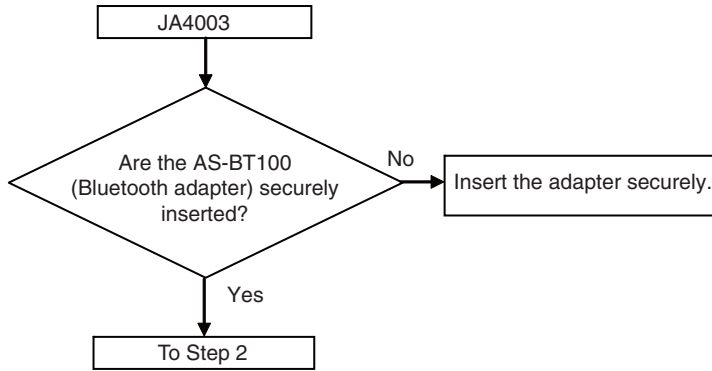 JA4003
Are the AS-BT100
(Bluetooth adapter) securely
inserted?
No
Insert the adapter securely.
Yes
To Step 2